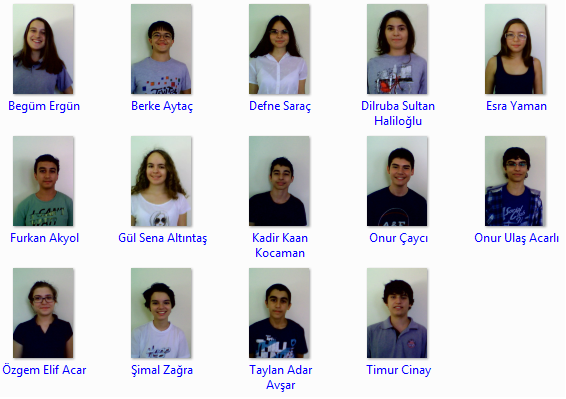 Begüm Ergün
Berke Aytaç
Defne Saraç
Dilruba Sultan
Haliloğlu
Esra Yaman
Furkan Akyol
Gül Sena Altıntaş
Kadir Kaan
Kocaman
Onur Çaycı
Onur Ulaş Acarlı
Özgem Elif Acar
Şimal Zağra
Taylan Adar
Avşar
Timur Cinay